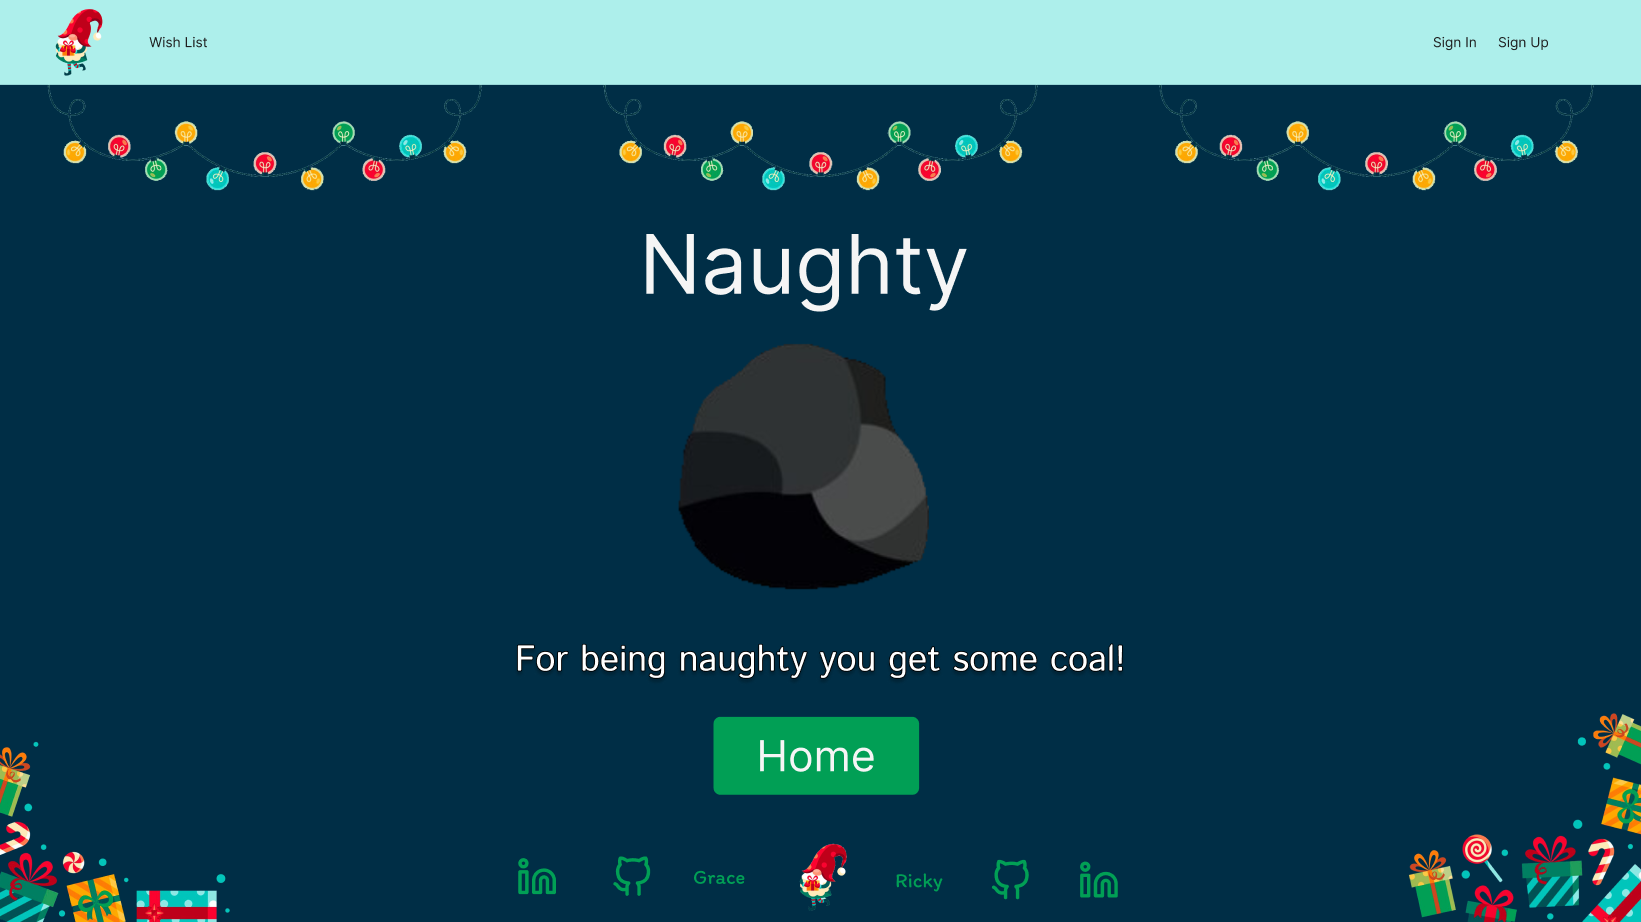 Wish List
Sign In
Sign Up
Naughty
For being naughty you get some coal!
Home
Grace
Ricky